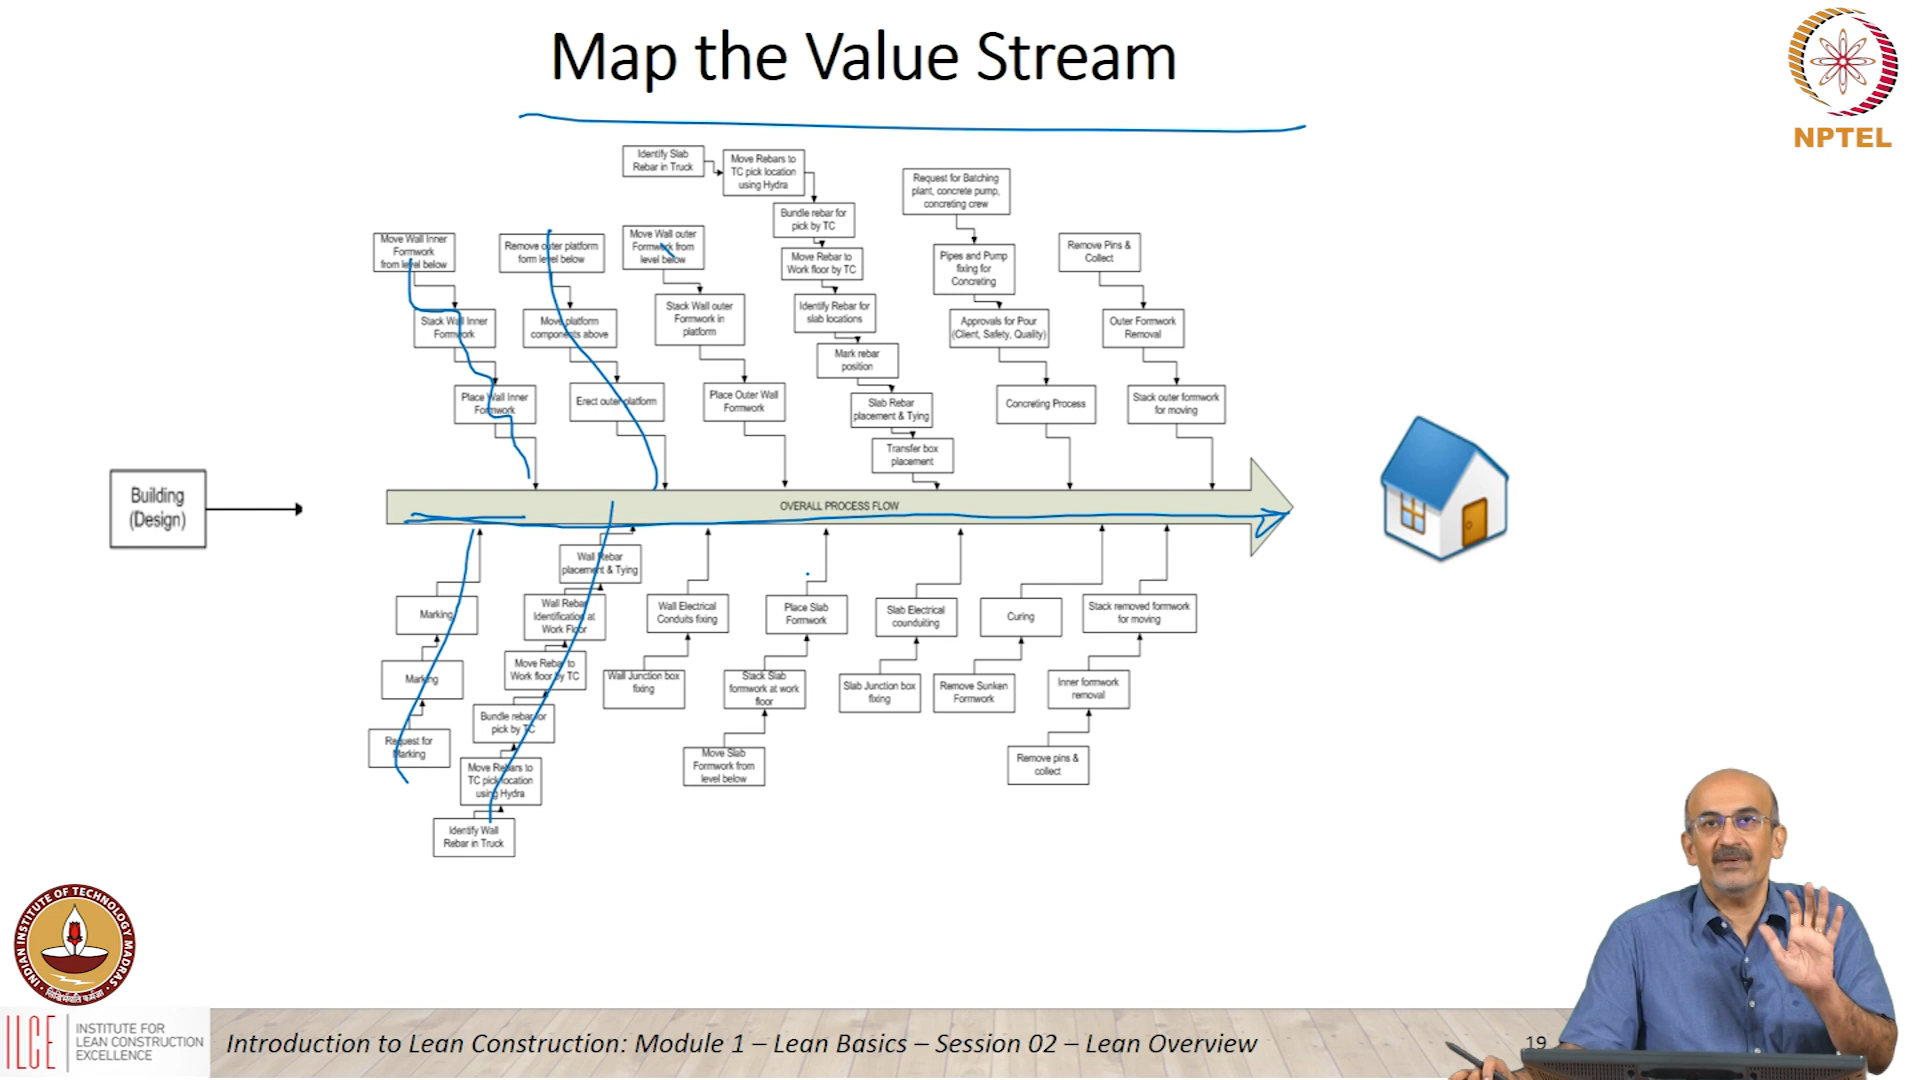 Map the Value Stream
NPTEL
Identify Slab
Rebar in Truck
Move Rebars to
TC pick location
using Hydra
Bundle rebar for
pick by TC
Move Rebar to
Work floor by TC
Identify Rebar for
slab locations
Mark rebar
position
Slab Rebar
placement & Tying
Transfer box
placement
Request for Batching
plant, concrete pump,
concreting crew
Pipes and Pump
fixing for
Concreting
Approvals for Pour
(Client, Safety, Quality)
Concreting Process
Remove Pins &
Collect
Outer Formwork
Removal
Stack outer formwork
for moving
Move Wall Inner
Formwork
from level below
Stack Wall Inner
Formwork
Place Wall Inner
Formwork
Remove outer platform
form level below
Move platform
components above
Erect outer platform
Move Wall outer
Formwork from
level below
Stack Wall outer
Formwork in
platform
Place Outer Wall
Formwork
Building
(Design)
OVERALL PROCESS FLOW
Marking
Marking
Request for
Marking
Wall Rebar
placement & Tying
Wall Rebar
Identification at
Work Floor
Move Rebar to
Work floor by TC
Bundle rebar for
pick by TC
Move Rebars to
TC pick location
using Hydra
Identify Wall
Rebar in Truck
Wall Electrical
Conduits fixing
Wall Junction box
fixing
Place Slab
Formwork
Stack Slab
formwork at work
floor
Move Slab
Formwork from
level below
Slab Electrical
counduiting
Slab Junction box
fixing
Curing
Remove Sunken
Formwork
Stack removed formwork
for moving
Inner formwork
removal
Remove pins &
collect
INDIAN INSTITUTE OF TECHNOLOGY MADRAS
ILCE
INSTITUTE FOR
LEAN CONSTRUCTION
EXCELLENCE
Introduction to Lean Construction: Module 1 – Lean Basics – Session 02 – Lean Overview
19